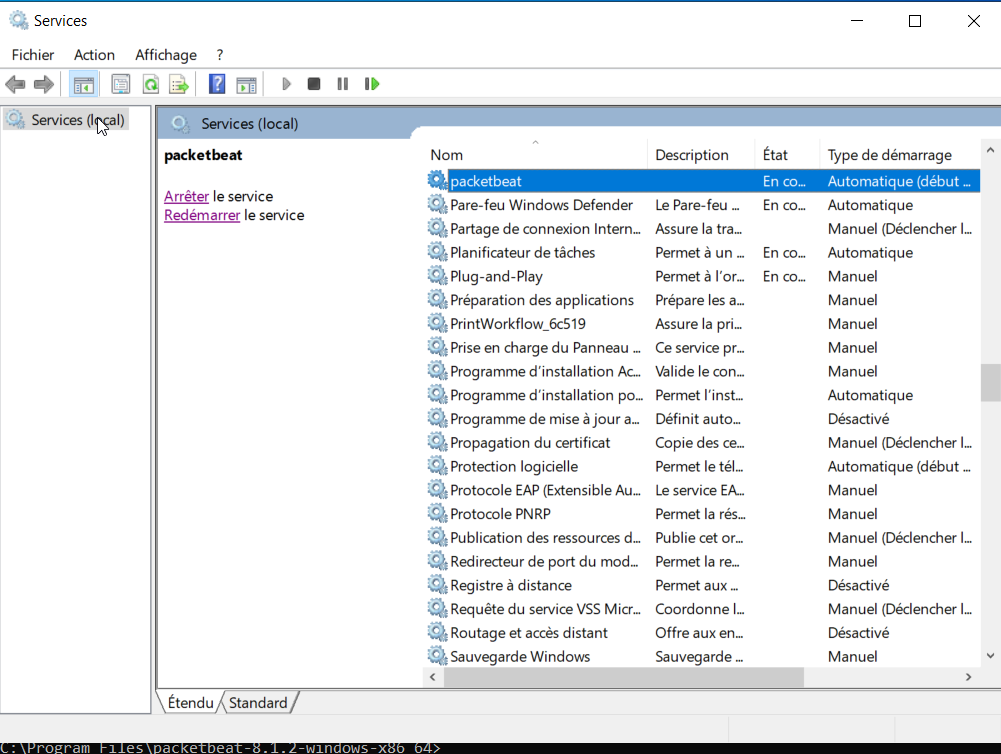 Services
Fichier Action Affichage ?
Services (local)
Services (local)
packetbeat
Arrêter le service
Redémarrer le service
Nom Description État Type de démarrage
packetbeat En co... Automatique (début ...
Pare-feu Windows Defender Le Pare-feu ... En co... Automatique
Partage de connexion Intern... Assure la tra... Manuel (Déclencher l...
Planificateur de tâches Permet à un ... En co... Automatique
Plug-and-Play Permet à l'or... En co... Manuel
Préparation des applications Prépare les a... Manuel
PrintWorkflow_6c519 Assure la pri... Manuel
Prise en charge du Panneau ... Ce service pr... Manuel
Programme d'installation Ac... Valide le con... Manuel
Programme d'installation po... Permet l'inst... Automatique
Programme de mise à jour a... Définit auto... Désactivé
Propagation du certificat Copie des ce... Manuel (Déclencher l...
Protection logicielle Permet le tél... Automatique (début ...
Protocole EAP (Extensible Au... Le service EA... Manuel
Protocole PNRP Permet la rés... Manuel
Publication des ressources d... Publie cet or... Manuel (Déclencher l...
Redirecteur de port du mod... Permet la re... Manuel
Registre à distance Permet aux ... Désactivé
Requête du service VSS Micr... Coordonne l... Manuel (Déclencher l...
Routage et accès distant Offre aux en... Désactivé
Sauvegarde Windows Sauvegarde ... Manuel
Étendu Standard
C:\Program Files\packetbeat-8.1.2-windows-x86_64>